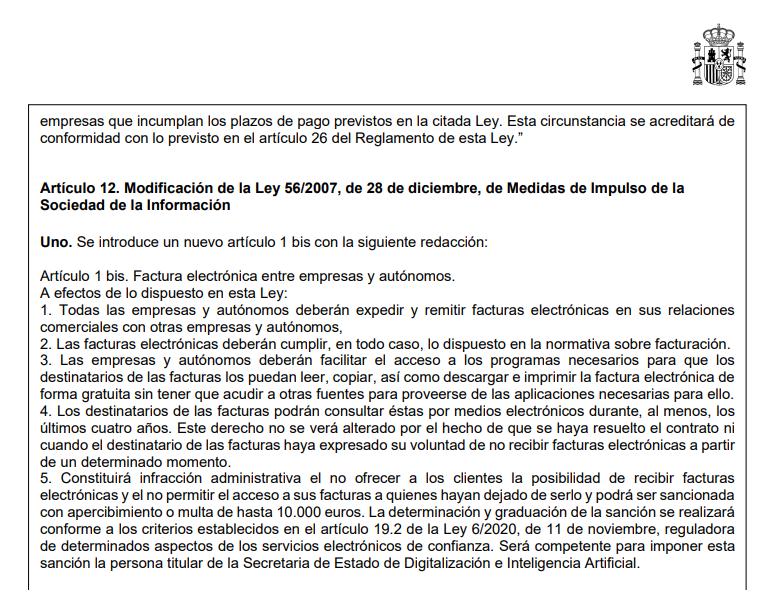 empresas que incumplan los plazos de pago previstos en la citada Ley. Esta circunstancia se acreditará de
conformidad con lo previsto en el artículo 26 del Reglamento de esta Ley.”
Artículo 12. Modificación de la Ley 56/2007, de 28 de diciembre, de Medidas de Impulso de la
Sociedad de la Información
Uno. Se introduce un nuevo artículo 1 bis con la siguiente redacción:
Artículo 1 bis. Factura electrónica entre empresas y autónomos.
A efectos de lo dispuesto en esta Ley:
1. Todas las empresas y autónomos deberán expedir y remitir facturas electrónicas en sus relaciones
comerciales con otras empresas y autónomos,
2. Las facturas electrónicas deberán cumplir, en todo caso, lo dispuesto en la normativa sobre facturación.
3. Las empresas y autónomos deberán facilitar el acceso a los programas necesarios para que los
destinatarios de las facturas los puedan leer, copiar, así como descargar e imprimir la factura electrónica de
forma gratuita sin tener que acudir a otras fuentes para proveerse de las aplicaciones necesarias para ello.
4. Los destinatarios de las facturas podrán consultar éstas por medios electrónicos durante, al menos, los
últimos cuatro años. Este derecho no se verá alterado por el hecho de que se haya resuelto el contrato ni
cuando el destinatario de las facturas haya expresado su voluntad de no recibir facturas electrónicas a partir
de un determinado momento.
5. Constituirá infracción administrativa el no ofrecer a los clientes la posibilidad de recibir facturas
electrónicas y el no permitir el acceso a sus facturas a quienes hayan dejado de serlo y podrá ser sancionada
con apercibimiento o multa de hasta 10.000 euros. La determinación y graduación de la sanción se realizará
conforme a los criterios establecidos en el artículo 19.2 de la Ley 6/2020, de 11 de noviembre, reguladora
de determinados aspectos de los servicios electrónicos de confianza. Será competente para imponer esta
sanción la persona titular de la Secretaria de Estado de Digitalización e Inteligencia Artificial.